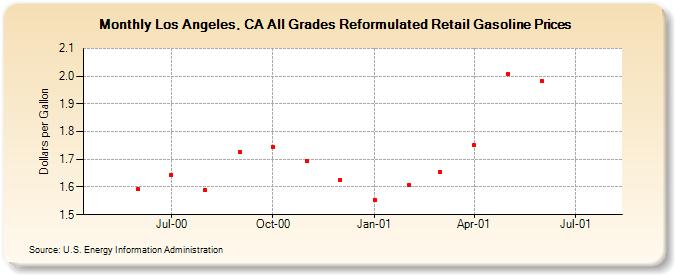 Monthly Los Angeles, CA All Grades Reformulated Retail Gasoline Prices
Dollars per Gallon
2.1
2.0
1.9
1.8
1.7
1.6
1.5
Jul-00 Oct-00 Jan-01 Apr-01 Jul-01
Source: U.S. Energy Information Administration